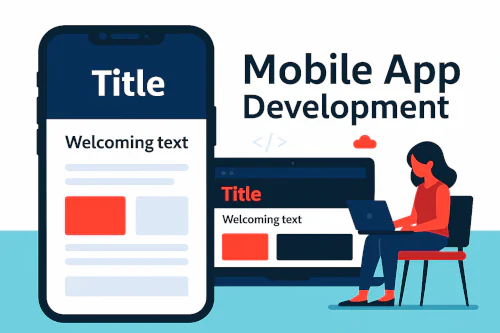 Title
Welcoming text
Mobile App
Development
</>
Title
Welcoming text